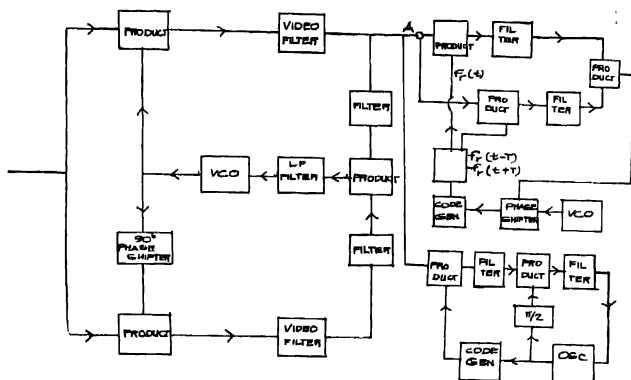 PRODUCT
VIDEO
FILTER
A
PRODUCT
FIL
TER
PRO
DUCT
Fr(t)
PRO
DUCT
FIL
TER
FILTER
VCO
LP
FILTER
PRODUCT
Fr(t-T)
Fr(t+T)
CODE
GEN
PHASE
SHIFTER
VCO
90°
PHASE
SHIFTER
FILTER
PRO
DUCT
FIL
TER
PRO
DUCT
FIL
TER
π/2
PRODUCT
VIDEO
FILTER
CODE
GEN
OSC